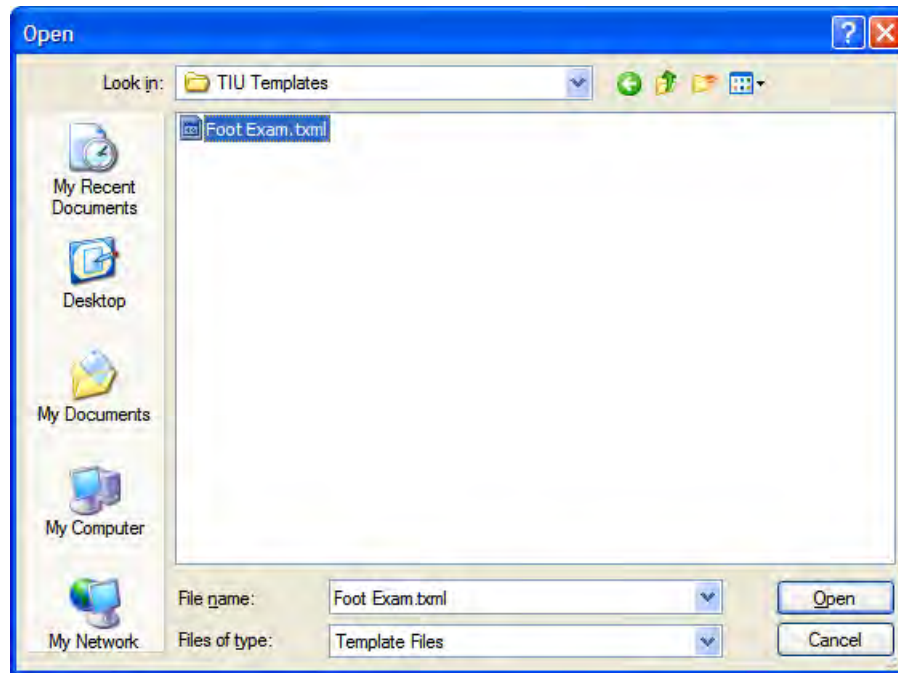 Open
Look in:
TIU Templates
Foot Exam.txml
My Recent
Documents
Desktop
My Documents
My Computer
My Network
File name:
Foot Exam.txml
Open
Files of type:
Template Files
Cancel